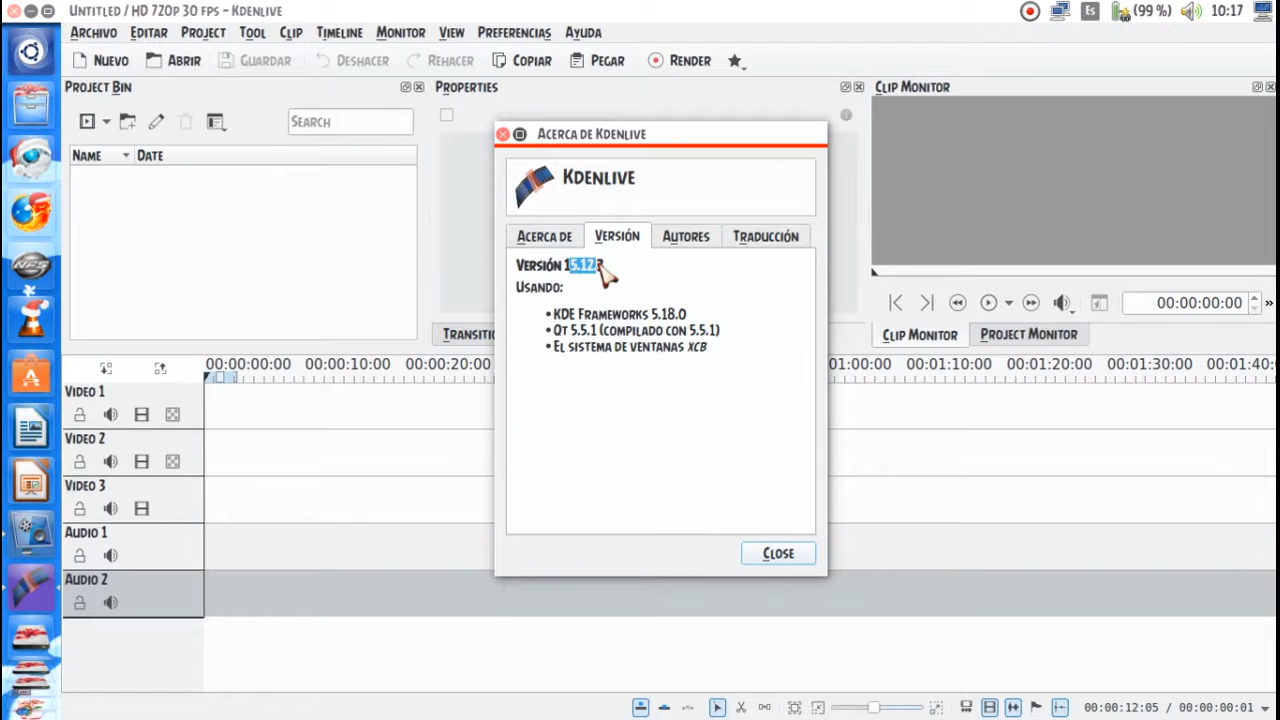 Untitled / HD 720p 30 fps - Kdenlive
Es
(99 %)
10:17
Archivo Editar Project Tool Clip Timeline Monitor View Preferencias Ayuda
Nuevo Abrir Guardar Deshacer Rehacer Copiar Pegar Render
Project Bin
Search
Name Date
Properties
Clip Monitor
Acerca de Kdenlive
Kdenlive
Acerca de Versión Autores Traducción
Versión 15.12
Usando:
• KDE Frameworks 5.18.0
• Qt 5.5.1 (compilado con 5.5.1)
• El sistema de ventanas xcb
Close
00:00:00:00
Clip Monitor Project Monitor
00:00:00:00 00:00:10:00 00:00:20:00 01:00:00 00:01:10:00 00:01:20:00 00:01:30:00 00:01:40:
Video 1
Video 2
Video 3
Audio 1
Audio 2
00:00:12:05 / 00:00:00:01